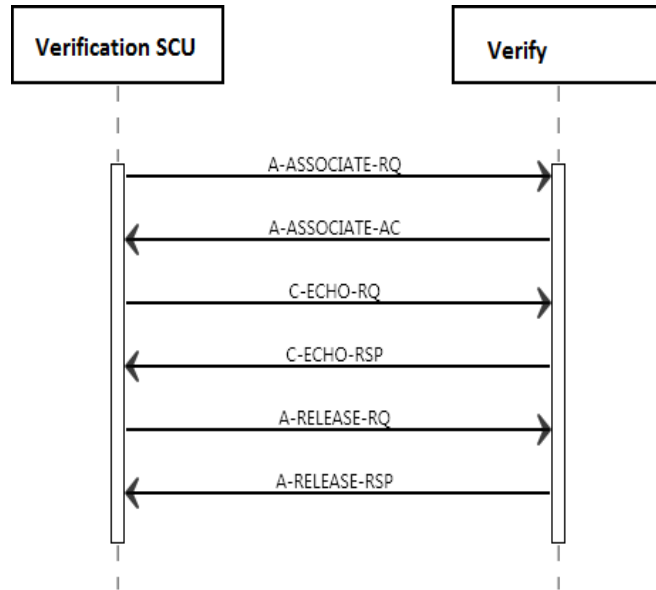 Verification SCU
Verify
A-ASSOCIATE-RQ
A-ASSOCIATE-AC
C-ECHO-RQ
C-ECHO-RSP
A-RELEASE-RQ
A-RELEASE-RSP